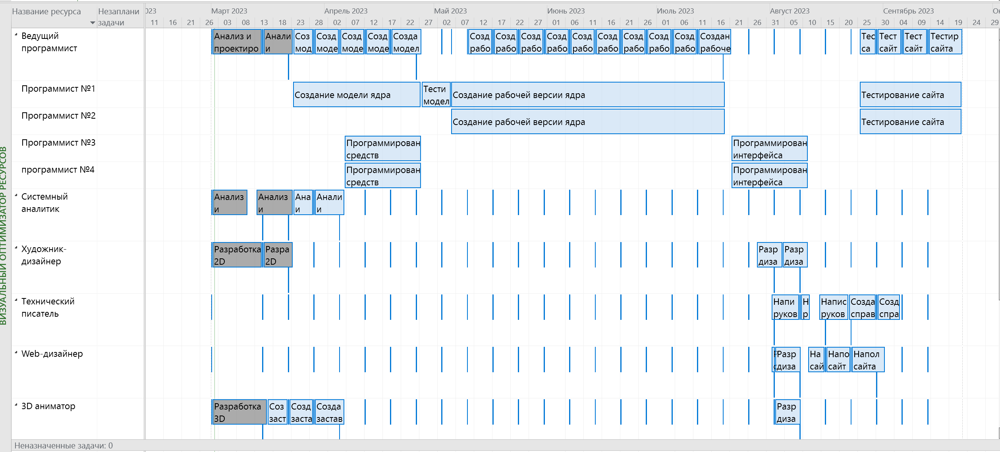 ВИЗУАЛЬНЫЙ ОПТИМИЗАТОР РЕСУРСОВ
Название ресурса
Незаплани
задачи
023 Март 2023 Апрель 2023 Май 2023 Июнь 2023 Июль 2023 Август 2023 Сентябрь 2023
11 16 21 26 03 08 13 18 23 28 02 07 12 17 22 27 02 07 12 17 22 27 01 06 11 16 21 26 01 06 11 16 21 26 31 05 10 15 20 25 30 04 09 14 19 24 29
Ведущий
программист
Анализ и
проектиро
Анали
и
Соз
мод
Созд
моде
Созд
моде
Созд
моде
Созда
модел
Созд
рабо
Созд
рабо
Созд
рабо
Созд
рабо
Созд
рабо
Созд
рабо
Созд
рабо
Созд
рабо
Созд
рабо
Создан
рабоче
Тес
са
Тест
сайт
Тест
сайт
Тестир
сайта
Программист №1
Создание модели ядра
Тести
модел
Создание рабочей версии ядра
Тестирование сайта
Программист №2
Создание рабочей версии ядра
Тестирование сайта
Программист №3
Программирован
средств
Программирован
интерфейса
программист №4
Программирован
средств
Программирован
интерфейса
Системный
аналитик
Анализ
и
Анализ
и
Ана
и
Анали
и
Художник-
дизайнер
Разработка
2D
Разра
2D
Разр
диза
Разр
диза
Технический
писатель
Напи
руков
Н
р
Напис
руков
Созда
справ
Созд
спра
Web-дизайнер
Разр
диза
На
сай
Напо
сайт
Напол
сайта
3D аниматор
Разработка
3D
Соз
заст
Созд
заста
Созда
застав
Разр
диза
Неназначенные задачи: 0